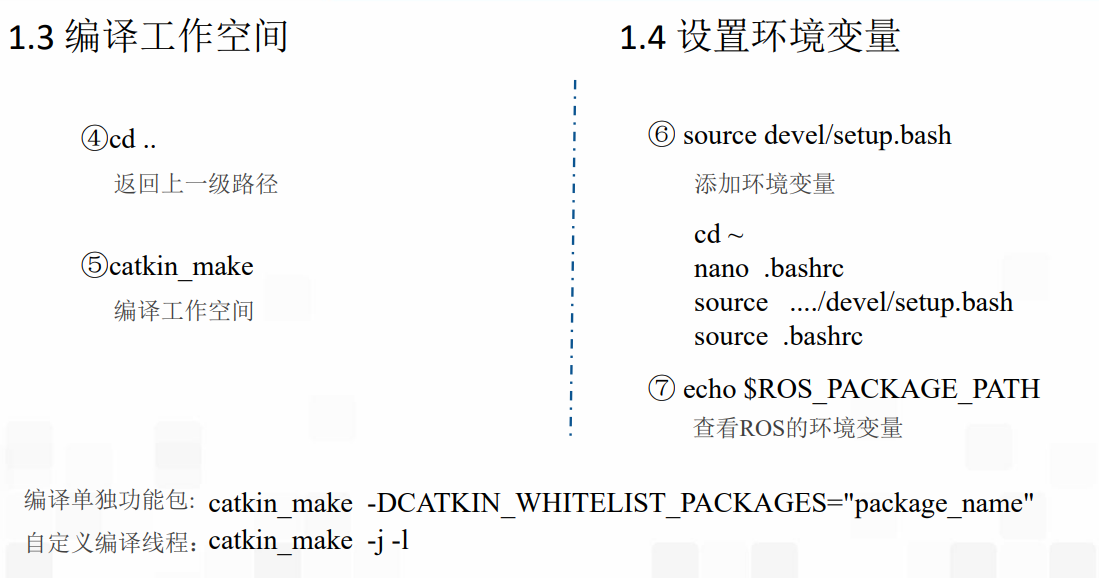 1.3 编译工作空间
④cd ..
返回上一级路径
⑤catkin_make
编译工作空间
1.4 设置环境变量
⑥ source devel/setup.bash
添加环境变量
cd ~
nano .bashrc
source ..../devel/setup.bash
source .bashrc
⑦ echo $ROS_PACKAGE_PATH
查看ROS的环境变量
编译单独功能包: catkin_make -DCATKIN_WHITELIST_PACKAGES="package_name"
自定义编译线程：catkin_make -j -l